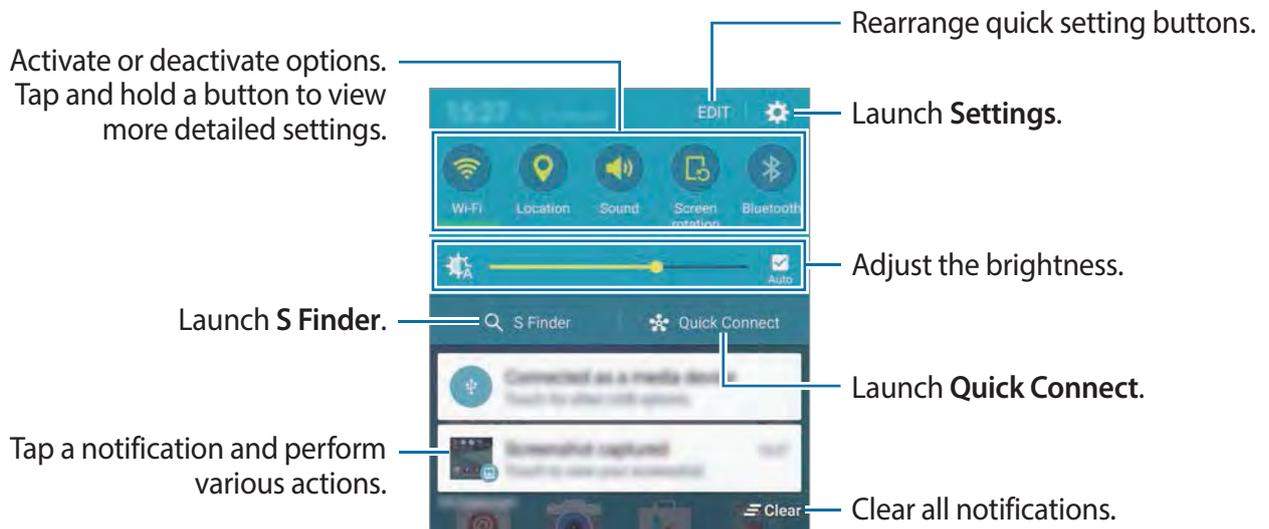 Rearrange quick setting buttons.
Activate or deactivate options.
Tap and hold a button to view
more detailed settings.
EDIT
Launch Settings.
Wi-Fi
Location
Sound
Screen
rotation
Bluetooth
A
Auto
Adjust the brightness.
Launch S Finder.
S Finder
Quick Connect
Connected as a media device
Launch Quick Connect.
Tap a notification and perform
various actions.
Screenshot captured
Clear
Clear all notifications.